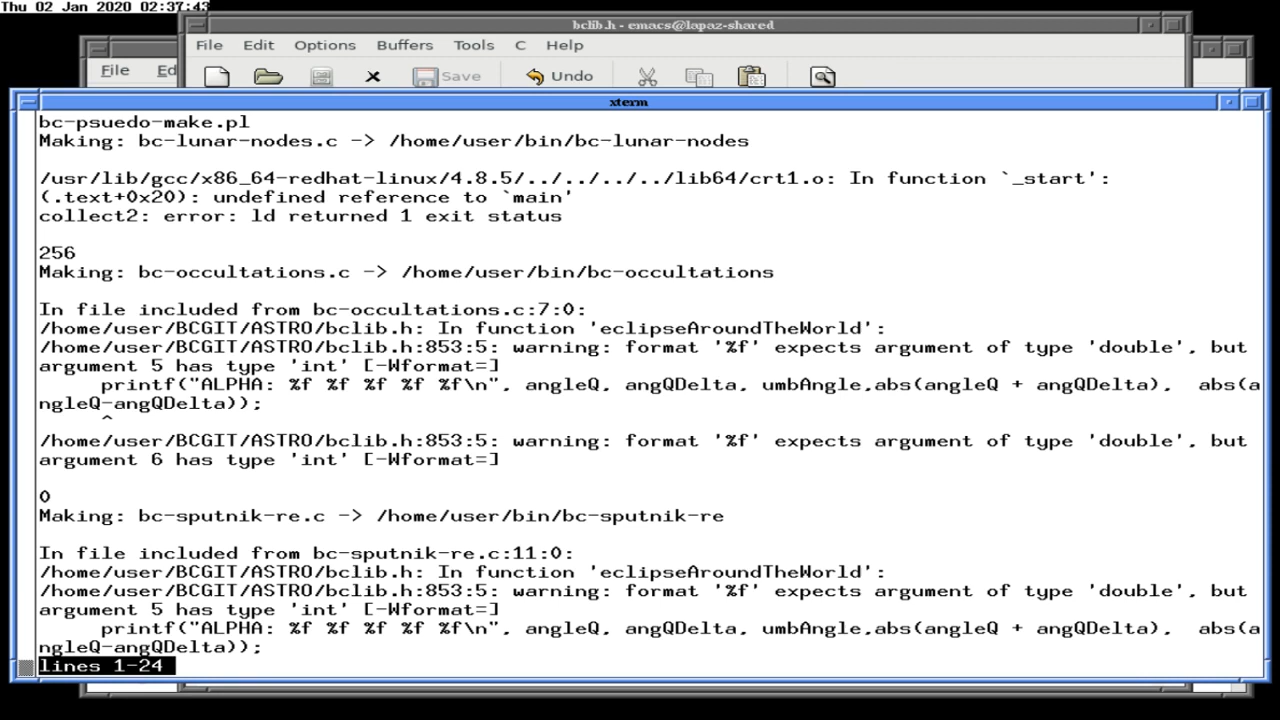 Thu 02 Jan 2020 02:37:43
bclib.h - emacs@lapaz-shared
File Edit Options Buffers Tools C Help
File Ed
Save Undo
xterm
bc-psuedo-make.pl
Making: bc-lunar-nodes.c -> /home/user/bin/bc-lunar-nodes
/usr/lib/gcc/x86_64-redhat-linux/4.8.5/../../../../lib64/crt1.o: In function `_start':
(.text+0x20): undefined reference to `main'
collect2: error: ld returned 1 exit status
256
Making: bc-occultations.c -> /home/user/bin/bc-occultations
In file included from bc-occultations.c:7:0:
/home/user/BCGIT/ASTRO/bclib.h: In function 'eclipseAroundTheWorld':
/home/user/BCGIT/ASTRO/bclib.h:853:5: warning: format '%f' expects argument of type 'double', but
argument 5 has type 'int' [-Wformat=]
printf("ALPHA: %f %f %f %f %f\n", angleQ, angQDelta, umbAngle,abs(angleQ + angQDelta),  abs(a
ngleQ-angQDelta));
^
/home/user/BCGIT/ASTRO/bclib.h:853:5: warning: format '%f' expects argument of type 'double', but
argument 6 has type 'int' [-Wformat=]
0
Making: bc-sputnik-re.c -> /home/user/bin/bc-sputnik-re
In file included from bc-sputnik-re.c:11:0:
/home/user/BCGIT/ASTRO/bclib.h: In function 'eclipseAroundTheWorld':
/home/user/BCGIT/ASTRO/bclib.h:853:5: warning: format '%f' expects argument of type 'double', but
argument 5 has type 'int' [-Wformat=]
printf("ALPHA: %f %f %f %f %f\n", angleQ, angQDelta, umbAngle,abs(angleQ + angQDelta),  abs(a
ngleQ-angQDelta));
lines 1-24